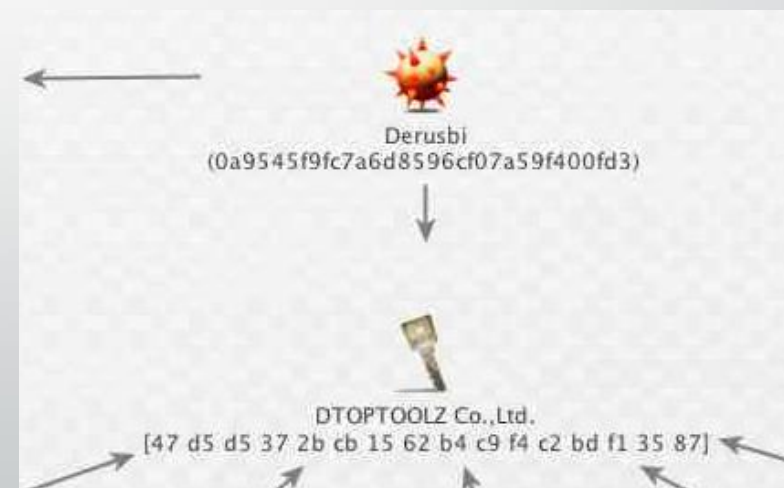 Derusbi
(0a9545f9fc7a6d8596cf07a59f400fd3)
DTOPTOOLZ Co.,Ltd.
[47 d5 d5 37 2b cb 15 62 b4 c9 f4 c2 bd f1 35 87]